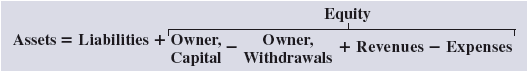 Equity
Assets = Liabilities + Owner, Capital − Owner, Withdrawals + Revenues − Expenses